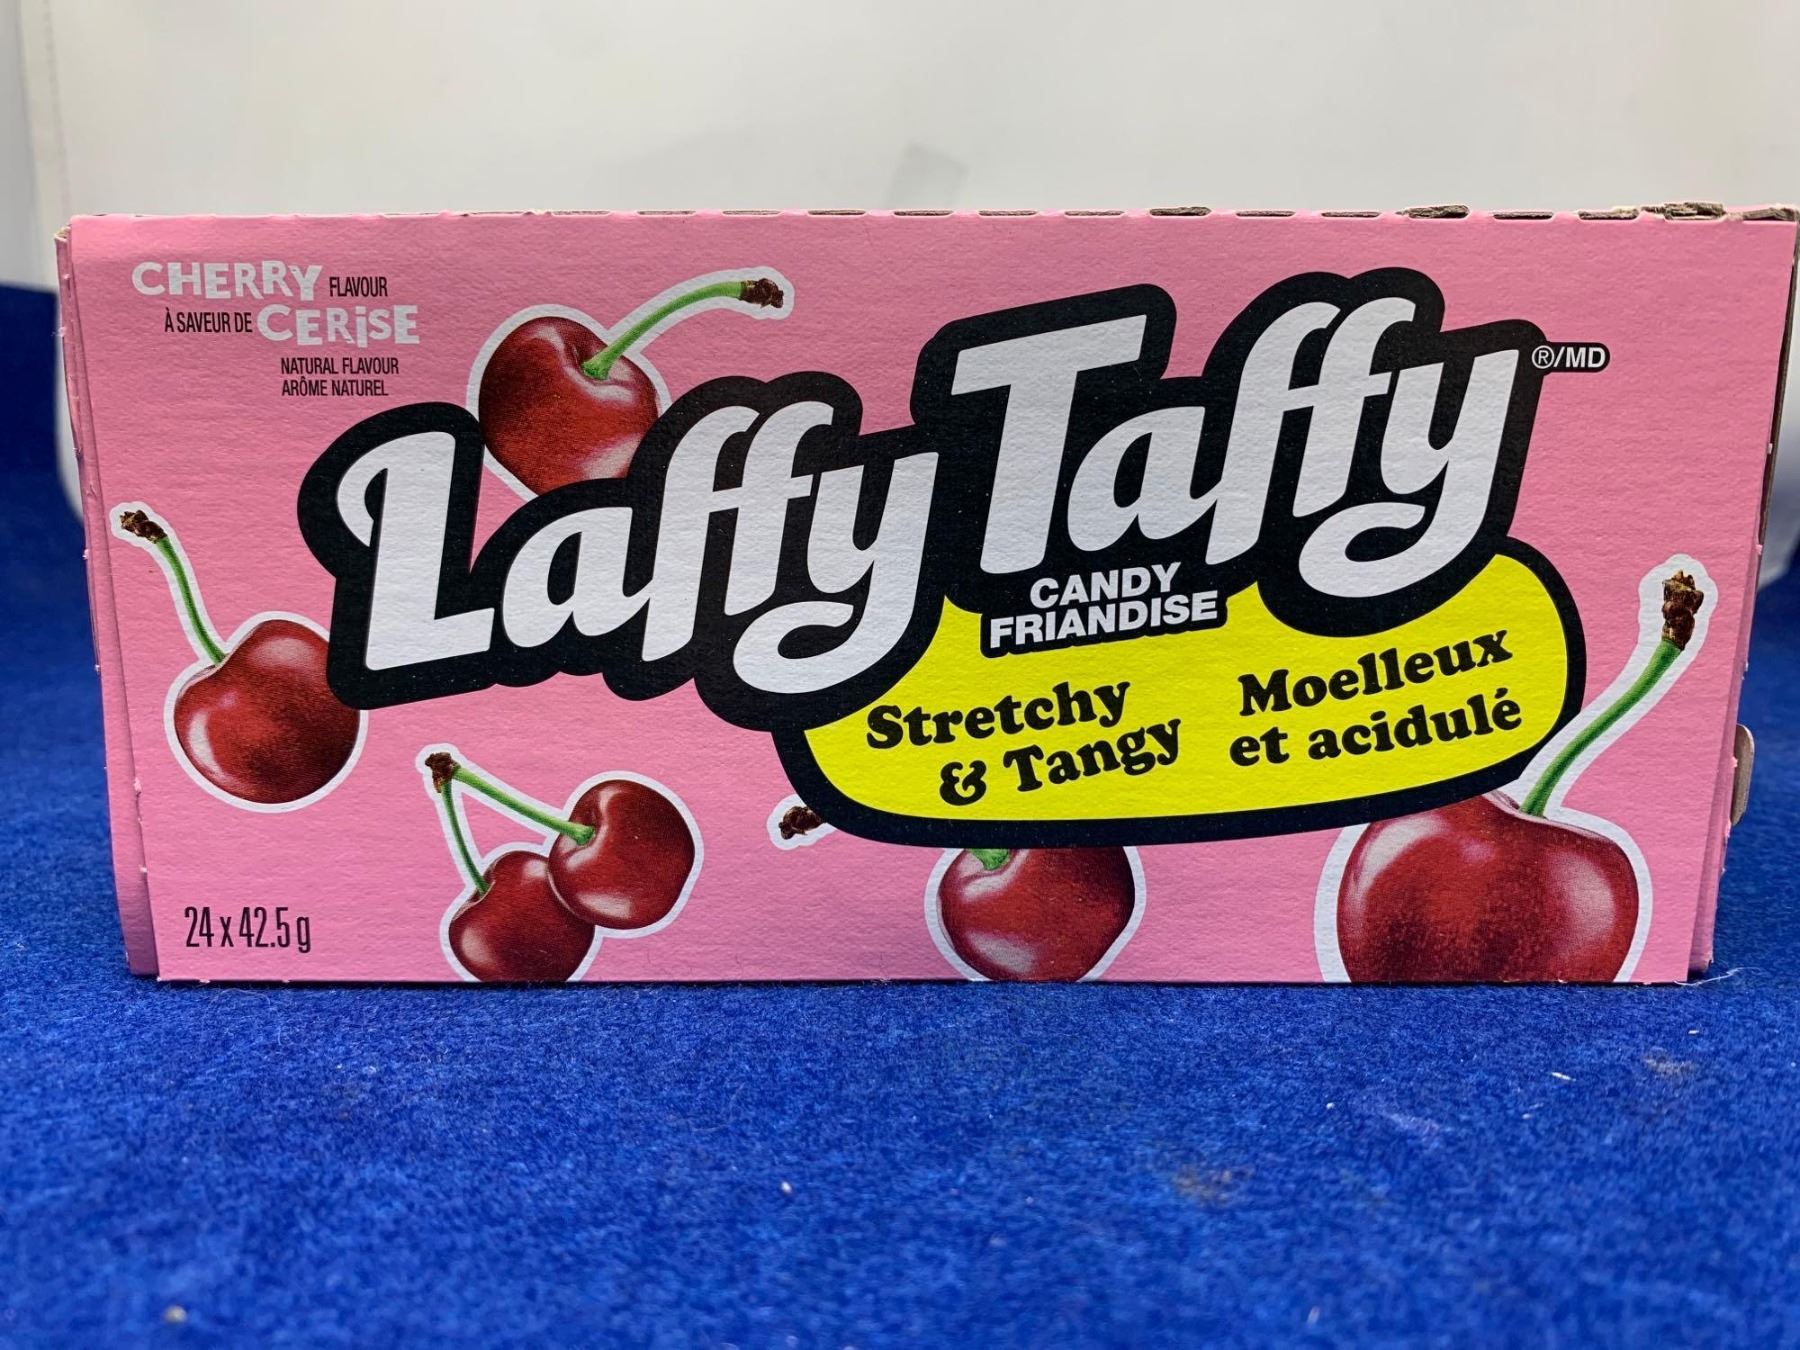 CHERRY FLAVOUR
À SAVEUR DE CERiSE
NATURAL FLAVOUR
ARÔME NATUREL
Laffy Taffy ®/MD
CANDY
FRIANDISE
Stretchy
& Tangy
Moelleux
et acidulé
24 x 42.5 g